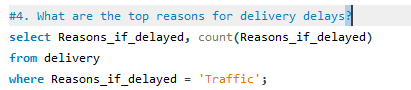 #4. What are the top reasons for delivery delays?
select Reasons_if_delayed, count(Reasons_if_delayed)
from delivery
where Reasons_if_delayed = 'Traffic';